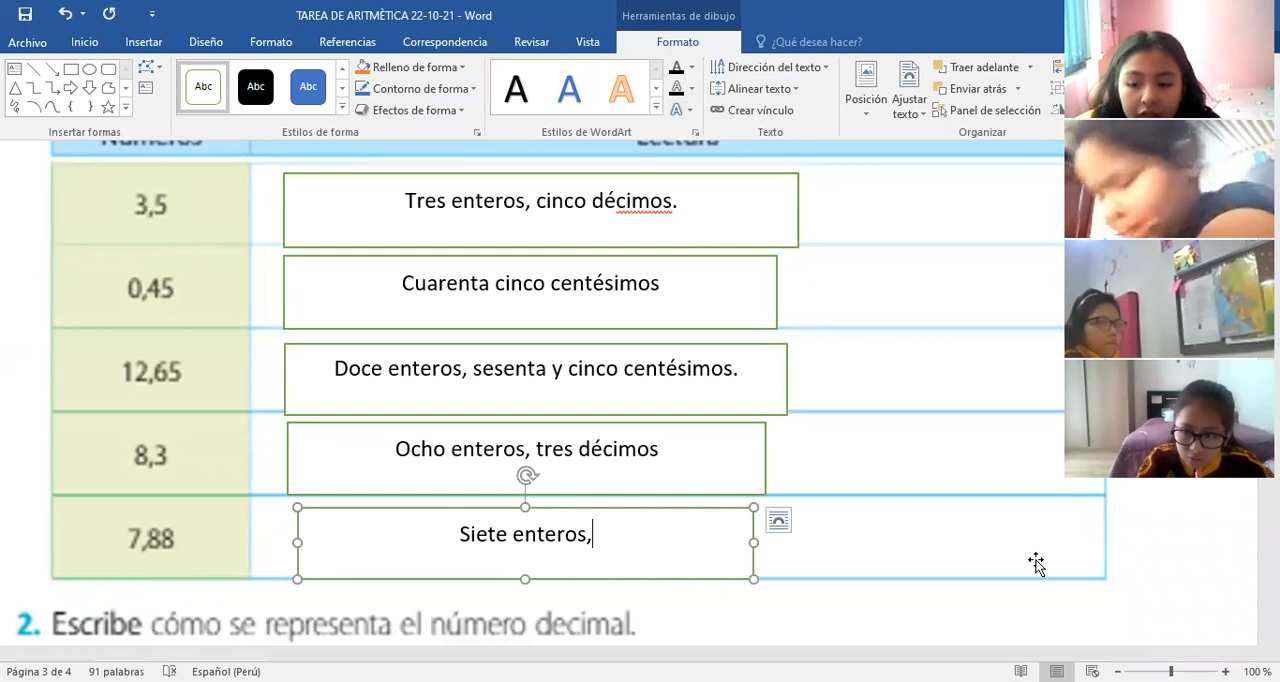 TAREA DE ARITMÈTICA 22-10-21 - Word
Herramientas de dibujo
Archivo
Inicio
Insertar
Diseño
Formato
Referencias
Correspondencia
Revisar
Vista
Formato
¿Qué desea hacer?
Abc
Abc
Abc
Relleno de forma
Contorno de forma
Efectos de forma
A
A
A
A
A
A
Dirección del texto
Alinear texto
Crear vínculo
Posición
Ajustar texto
Traer adelante
Enviar atrás
Panel de selección
Insertar formas
Estilos de forma
Estilos de WordArt
Texto
Organizar
Números
Lectura
3,5
Tres enteros, cinco décimos.
0,45
Cuarenta cinco centésimos
12,65
Doce enteros, sesenta y cinco centésimos.
8,3
Ocho enteros, tres décimos
7,88
Siete enteros,
2. Escribe cómo se representa el número decimal.
Página 3 de 4
91 palabras
Español (Perú)
100 %